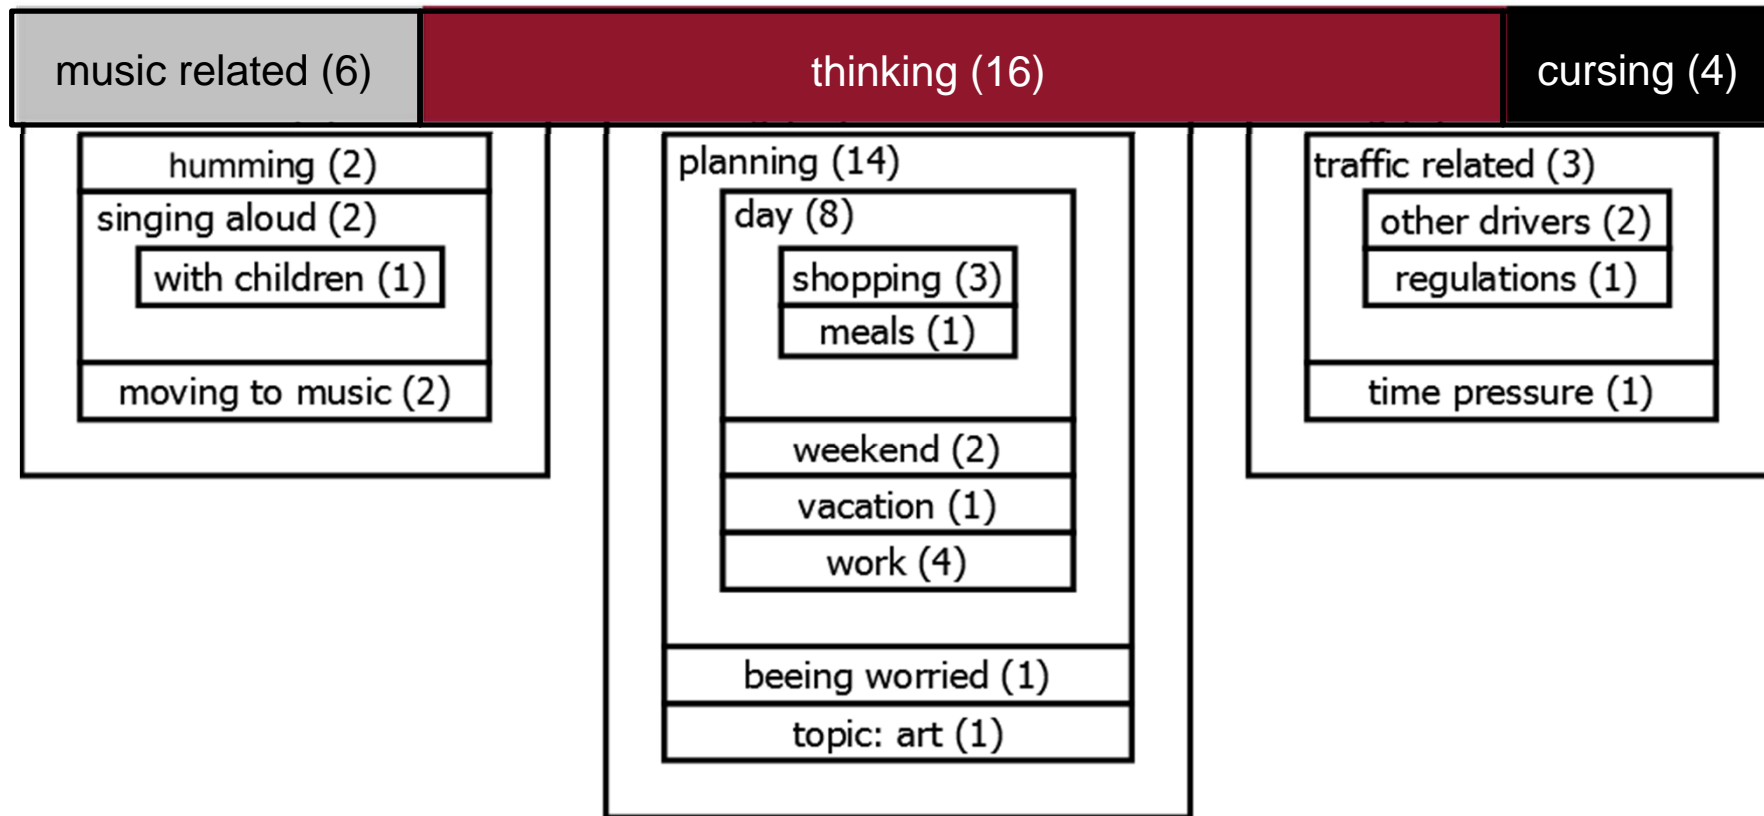 music related (6)
thinking (16)
cursing (4)
humming (2)
singing aloud (2)
with children (1)
moving to music (2)
planning (14)
day (8)
shopping (3)
meals (1)
weekend (2)
vacation (1)
work (4)
beeing worried (1)
topic: art (1)
traffic related (3)
other drivers (2)
regulations (1)
time pressure (1)